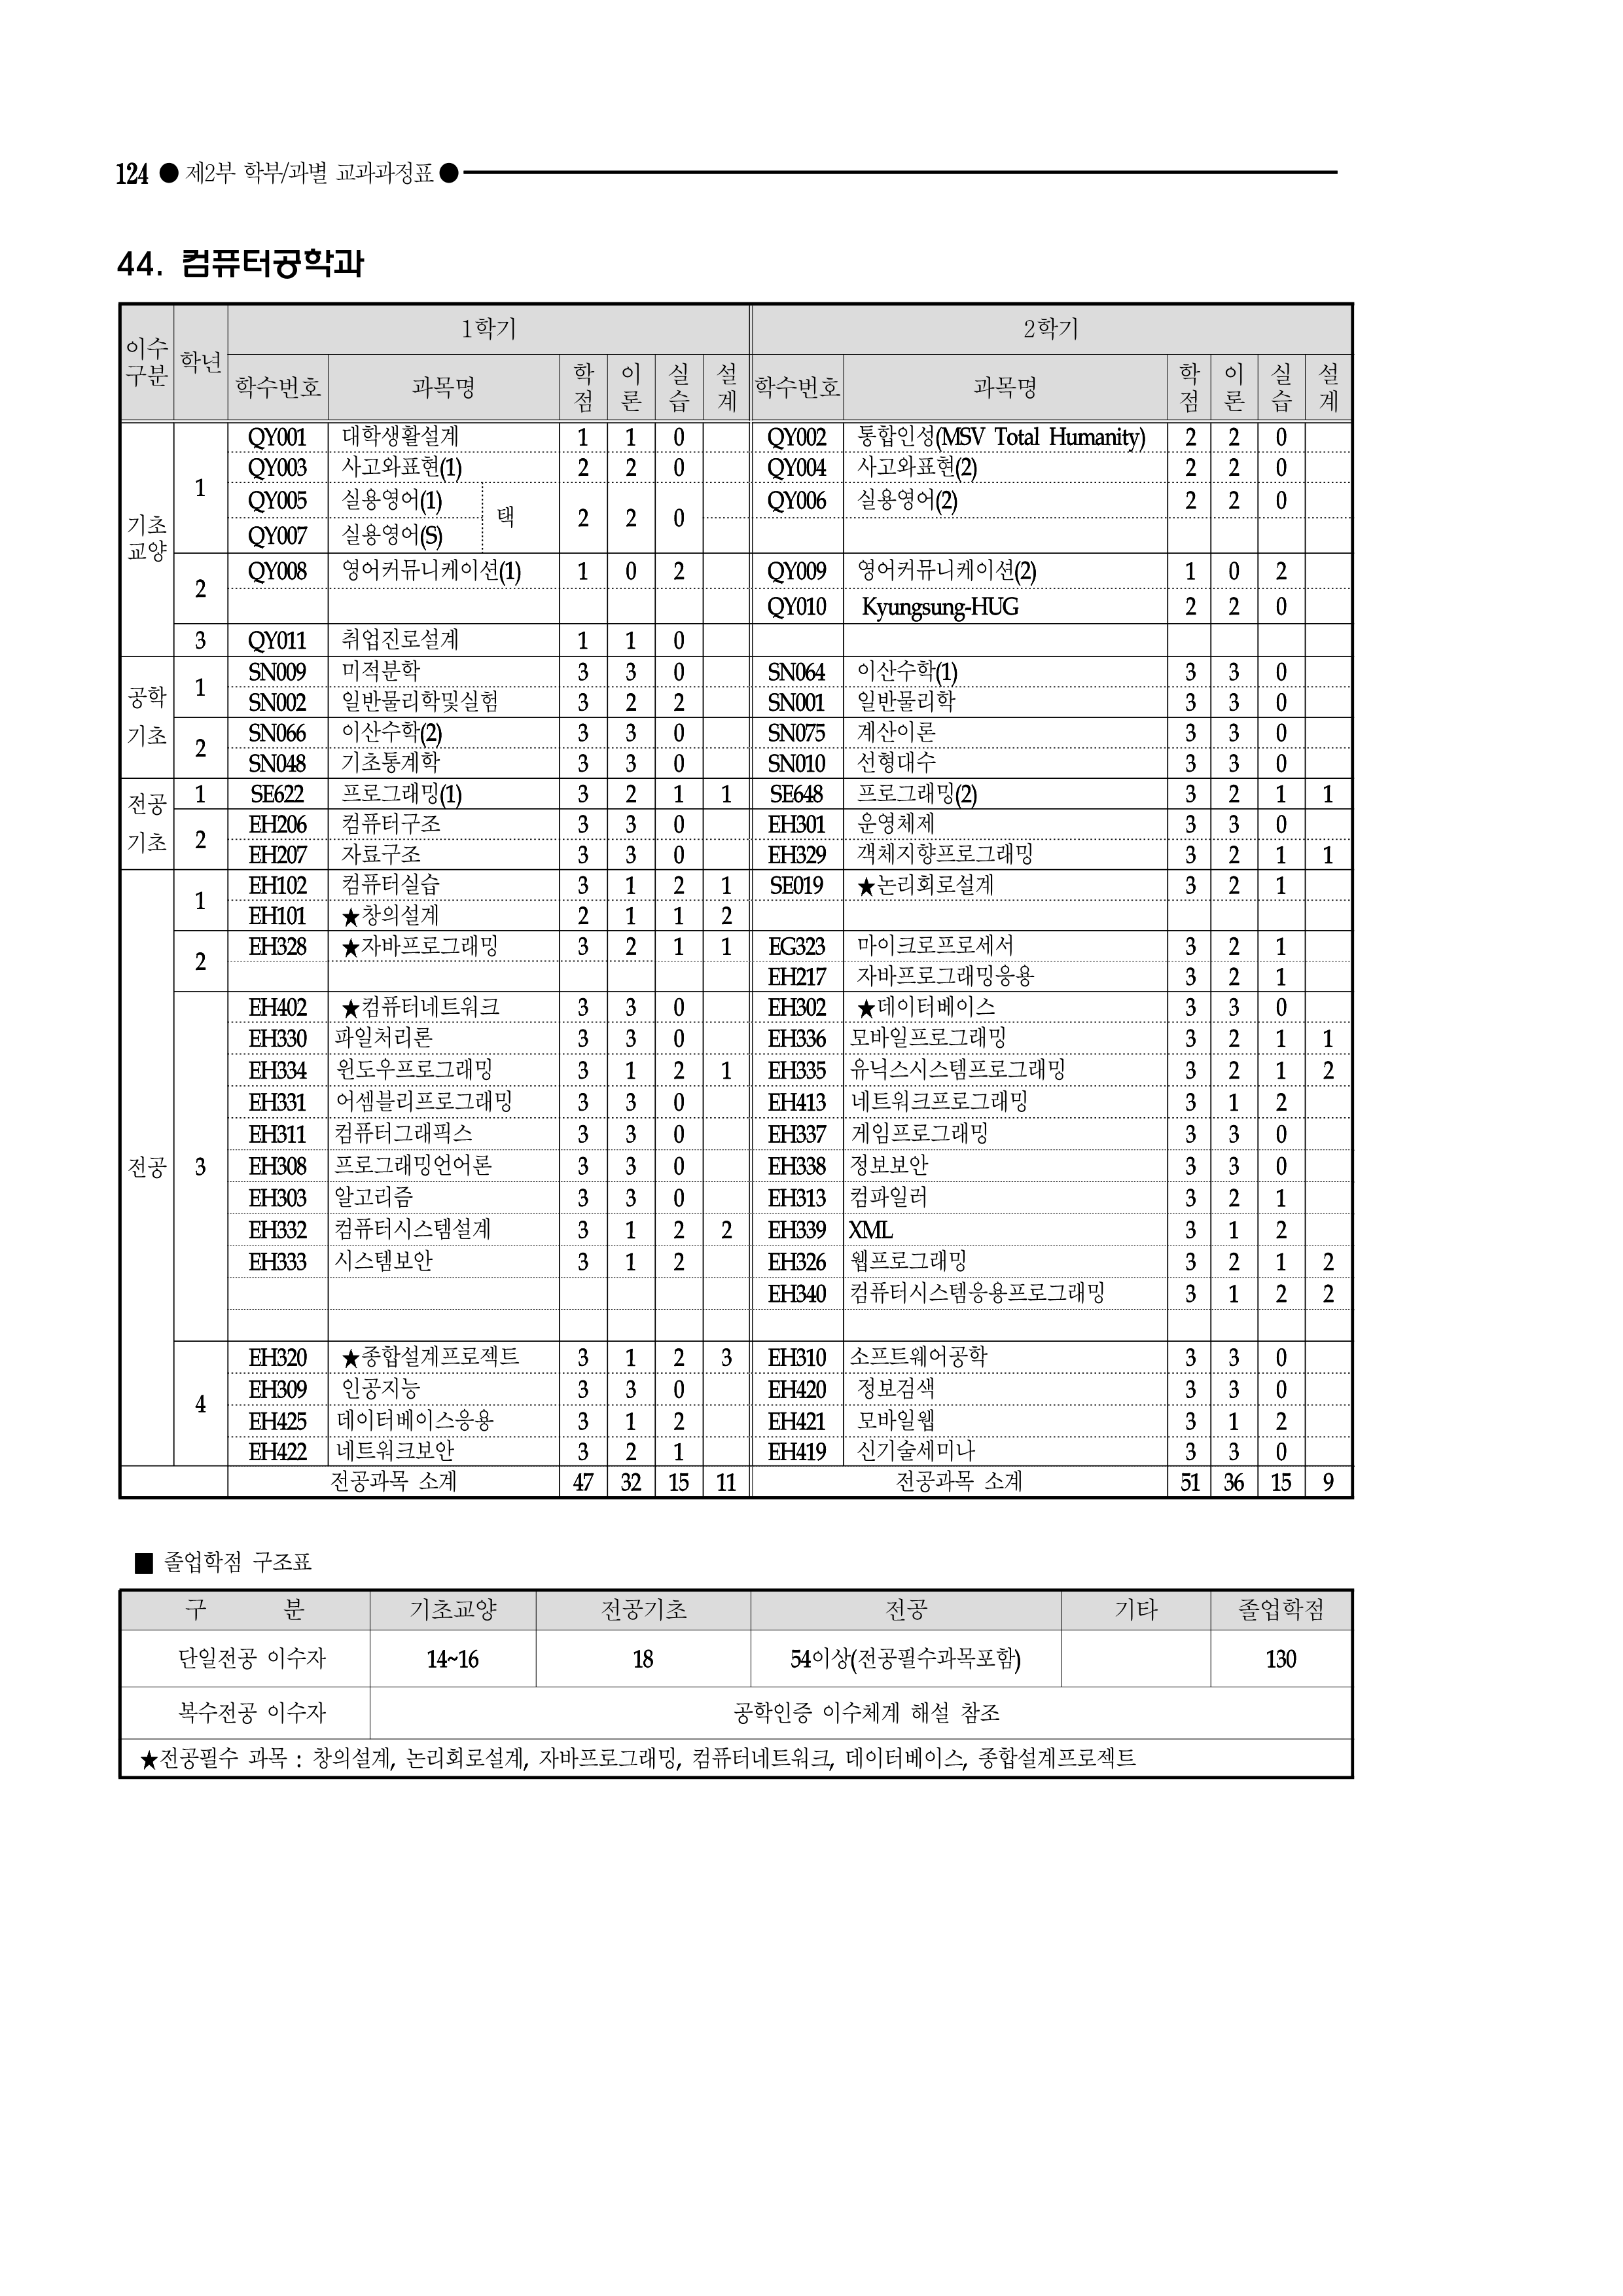 124 ● 제2부 학부/과별 교과과정표 ●
44. 컴퓨터공학과
이수구분 학년 1학기 2학기
학수번호 과목명 학점 이론 실습 설계 학수번호 과목명 학점 이론 실습 설계
기초교양 1 QY001 대학생활설계 1 1 0 QY002 통합인성(MSV Total Humanity) 2 2 0
QY003 사고와표현(1) 2 2 0 QY004 사고와표현(2) 2 2 0
QY005 실용영어(1) 택 2 2 0 QY006 실용영어(2) 2 2 0
QY007 실용영어(S)
2 QY008 영어커뮤니케이션(1) 1 0 2 QY009 영어커뮤니케이션(2) 1 0 2
QY010 Kyungsung-HUG 2 2 0
3 QY011 취업진로설계 1 1 0
공학기초 1 SN009 미적분학 3 3 0 SN064 이산수학(1) 3 3 0
SN002 일반물리학및실험 3 2 2 SN001 일반물리학 3 3 0
2 SN066 이산수학(2) 3 3 0 SN075 계산이론 3 3 0
SN048 기초통계학 3 3 0 SN010 선형대수 3 3 0
전공기초 1 SE622 프로그래밍(1) 3 2 1 1 SE648 프로그래밍(2) 3 2 1 1
2 EH206 컴퓨터구조 3 3 0 EH301 운영체제 3 3 0
EH207 자료구조 3 3 0 EH329 객체지향프로그래밍 3 2 1 1
전공 1 EH102 컴퓨터실습 3 1 2 1 SE019 ★논리회로설계 3 2 1
EH101 ★창의설계 2 1 1 2
2 EH328 ★자바프로그래밍 3 2 1 1 EG323 마이크로프로세서 3 2 1
EH217 자바프로그래밍응용 3 2 1
3 EH402 ★컴퓨터네트워크 3 3 0 EH302 ★데이터베이스 3 3 0
EH330 파일처리론 3 3 0 EH336 모바일프로그래밍 3 2 1 1
EH334 윈도우프로그래밍 3 1 2 1 EH335 유닉스시스템프로그래밍 3 2 1 2
EH331 어셈블리프로그래밍 3 3 0 EH413 네트워크프로그래밍 3 1 2
EH311 컴퓨터그래픽스 3 3 0 EH337 게임프로그래밍 3 3 0
EH308 프로그래밍언어론 3 3 0 EH338 정보보안 3 3 0
EH303 알고리즘 3 3 0 EH313 컴파일러 3 2 1
EH332 컴퓨터시스템설계 3 1 2 2 EH339 XML 3 1 2
EH333 시스템보안 3 1 2 EH326 웹프로그래밍 3 2 1 2
EH340 컴퓨터시스템응용프로그래밍 3 1 2 2
4 EH320 ★종합설계프로젝트 3 1 2 3 EH310 소프트웨어공학 3 3 0
EH309 인공지능 3 3 0 EH420 정보검색 3 3 0
EH425 데이터베이스응용 3 1 2 EH421 모바일웹 3 1 2
EH422 네트워크보안 3 2 1 EH419 신기술세미나 3 3 0
전공과목 소계 47 32 15 11 전공과목 소계 51 36 15 9
■ 졸업학점 구조표
구 분 기초교양 전공기초 전공 기타 졸업학점
단일전공 이수자 14~16 18 54이상(전공필수과목포함) 130
복수전공 이수자 공학인증 이수체계 해설 참조
★전공필수 과목 : 창의설계, 논리회로설계, 자바프로그래밍, 컴퓨터네트워크, 데이터베이스, 종합설계프로젝트